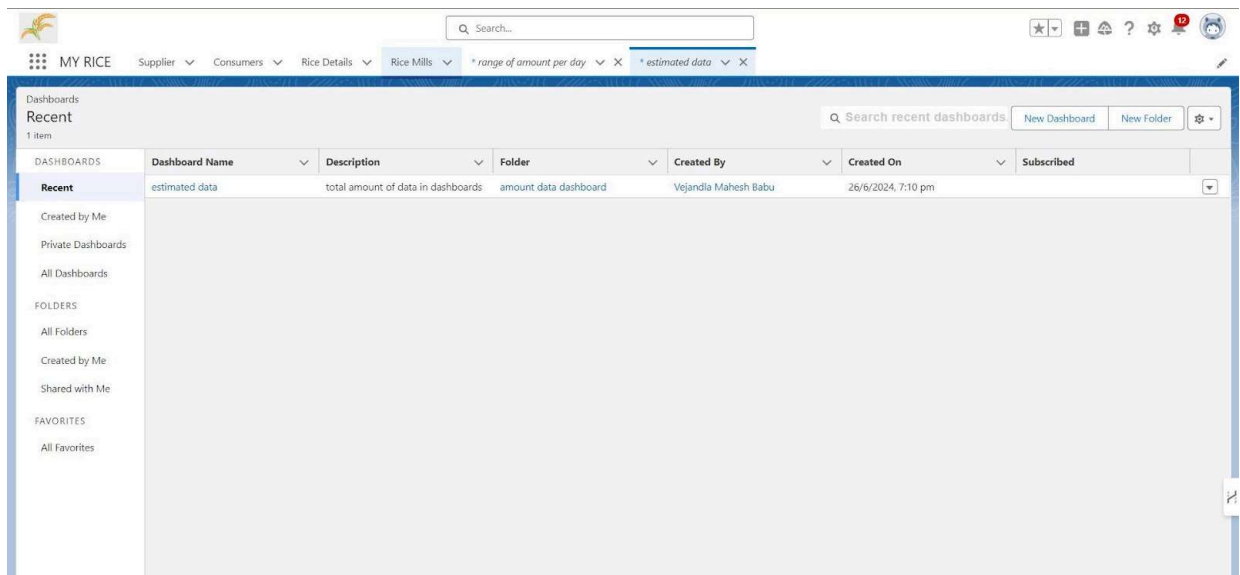 Search...
12
MY RICE Supplier Consumers Rice Details Rice Mills * range of amount per day * estimated data
Dashboards
Recent
1 item
Search recent dashboards. New Dashboard New Folder
DASHBOARDS Dashboard Name Description Folder Created By Created On Subscribed
Recent estimated data total amount of data in dashboards amount data dashboard Vejandla Mahesh Babu 26/6/2024, 7:10 pm
Created by Me
Private Dashboards
All Dashboards
FOLDERS
All Folders
Created by Me
Shared with Me
FAVORITES
All Favorites